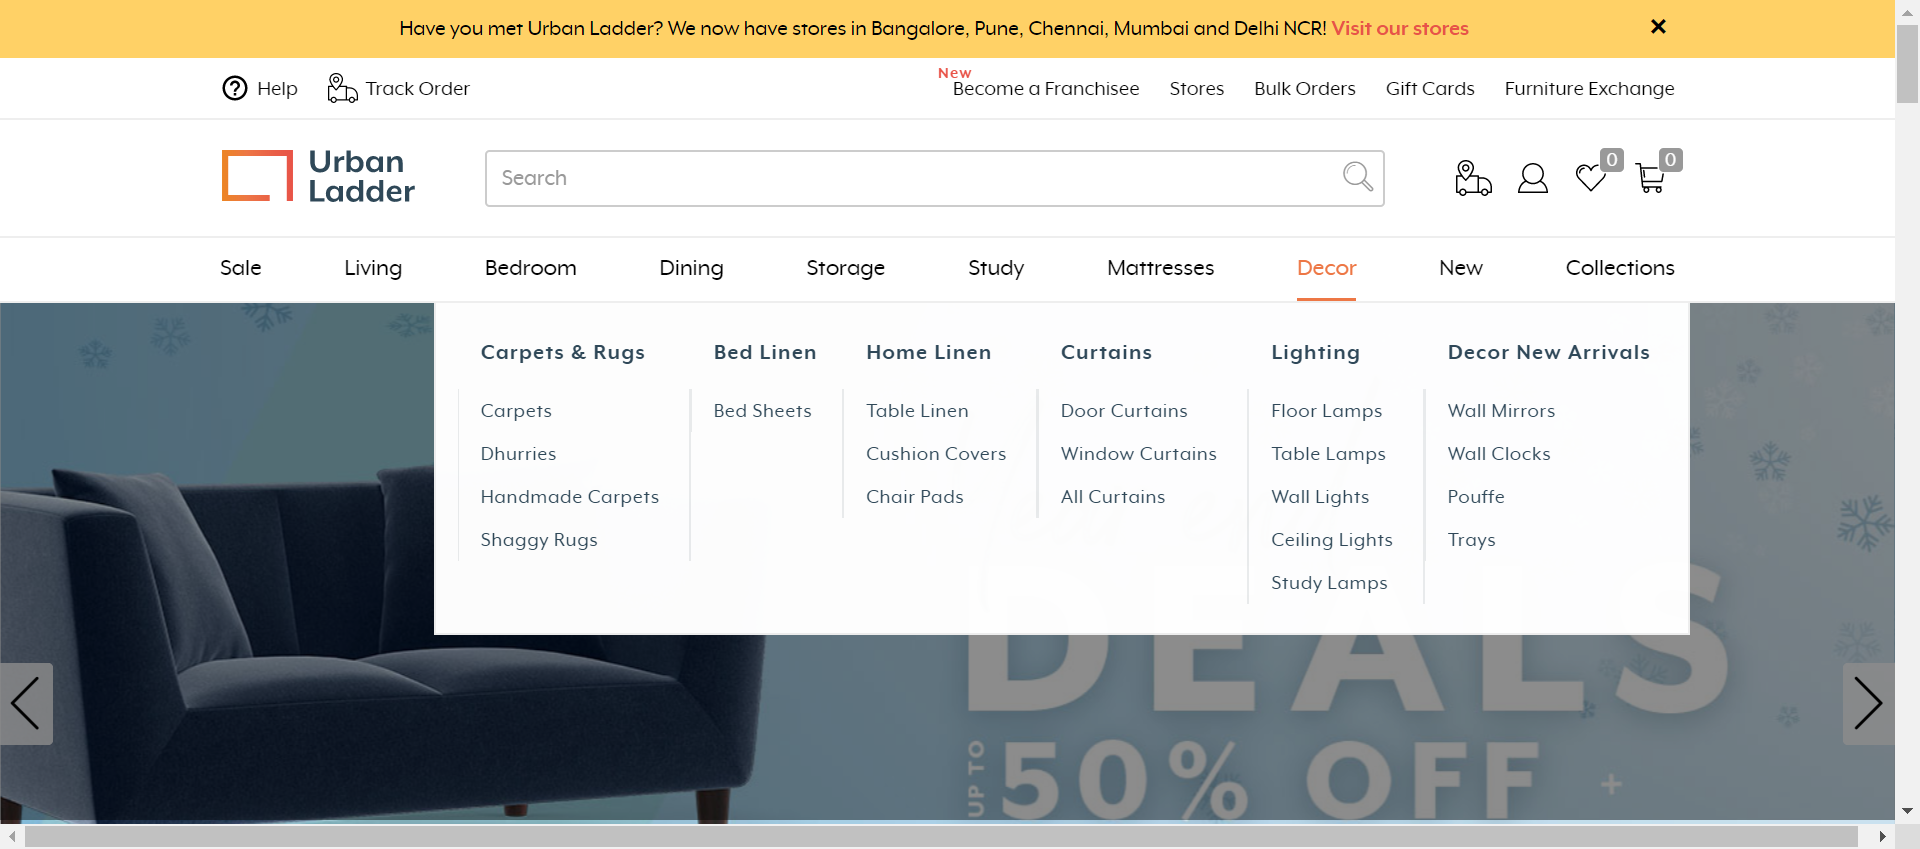 Have you met Urban Ladder? We now have stores in Bangalore, Pune, Chennai, Mumbai and Delhi NCR! Visit our stores
Help
Track Order
New
Become a Franchisee
Stores
Bulk Orders
Gift Cards
Furniture Exchange
Urban
Ladder
Search
0
0
Sale
Living
Bedroom
Dining
Storage
Study
Mattresses
Decor
New
Collections
Carpets & Rugs
Carpets
Dhurries
Handmade Carpets
Shaggy Rugs
Bed Linen
Bed Sheets
Home Linen
Table Linen
Cushion Covers
Chair Pads
Curtains
Door Curtains
Window Curtains
All Curtains
Lighting
Floor Lamps
Table Lamps
Wall Lights
Ceiling Lights
Study Lamps
Decor New Arrivals
Wall Mirrors
Wall Clocks
Pouffe
Trays
DEALS
UP TO
50% OFF
+